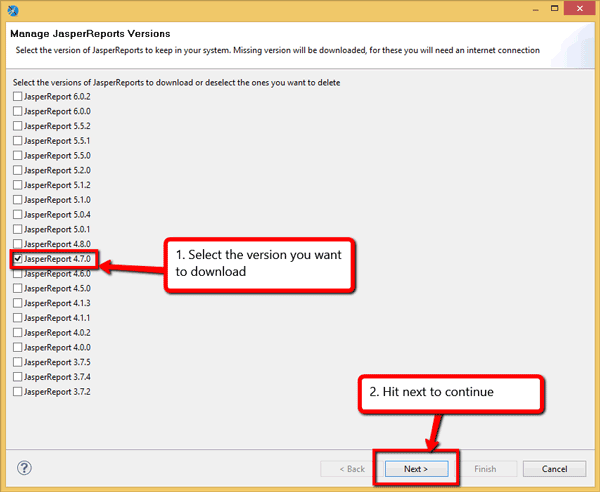 Manage JasperReports Versions
Select the version of JasperReports to keep in your system. Missing version will be downloaded, for these you will need an internet connection
Select the versions of JasperReports to download or deselect the ones you want to delete
JasperReport 6.0.2
JasperReport 6.0.0
JasperReport 5.5.2
JasperReport 5.5.1
JasperReport 5.5.0
JasperReport 5.2.0
JasperReport 5.1.2
JasperReport 5.1.0
JasperReport 5.0.4
JasperReport 5.0.1
JasperReport 4.8.0
JasperReport 4.7.0
JasperReport 4.6.0
JasperReport 4.5.0
JasperReport 4.1.3
JasperReport 4.1.1
JasperReport 4.0.2
JasperReport 4.0.0
JasperReport 3.7.5
JasperReport 3.7.4
JasperReport 3.7.2
1. Select the version you want
to download
2. Hit next to continue
?
< Back
Next >
Finish
Cancel